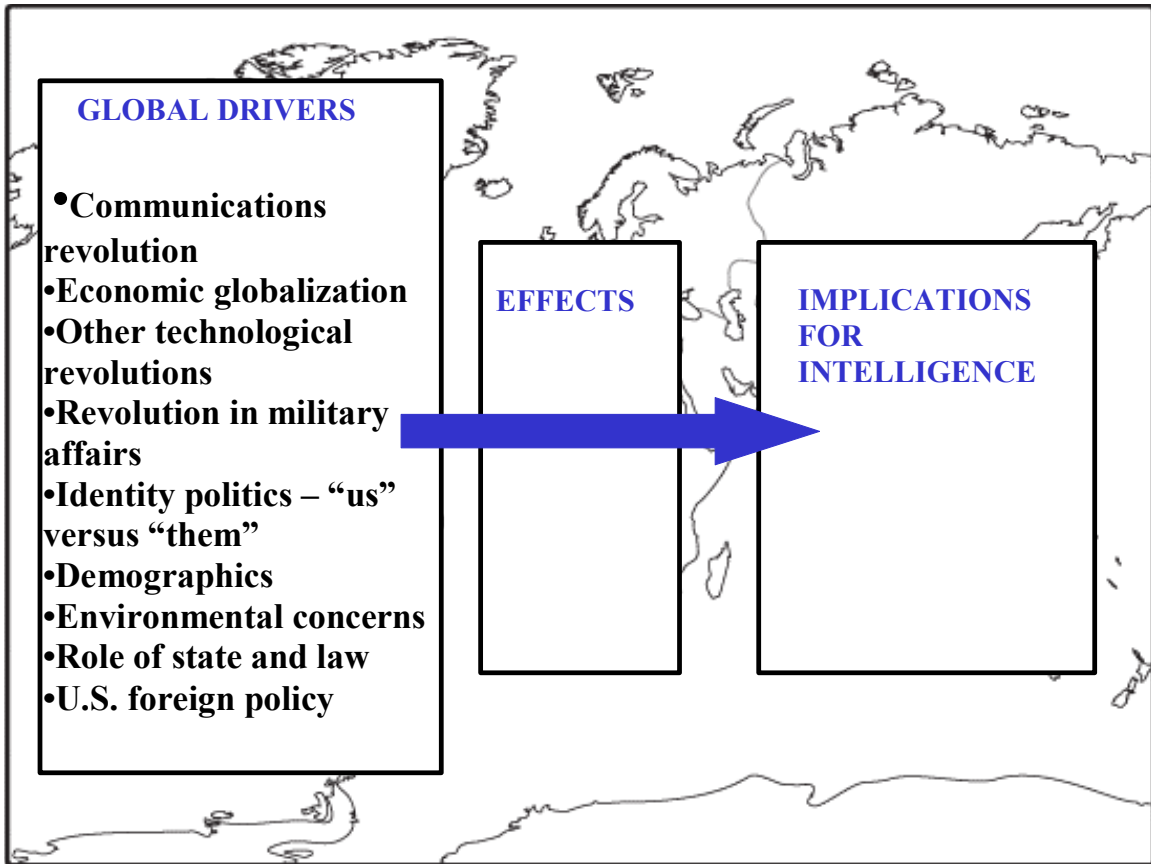 GLOBAL DRIVERS
•Communications
revolution
•Economic globalization
•Other technological
revolutions
•Revolution in military
affairs
•Identity politics – “us”
versus “them”
•Demographics
•Environmental concerns
•Role of state and law
•U.S. foreign policy
EFFECTS
IMPLICATIONS
FOR
INTELLIGENCE